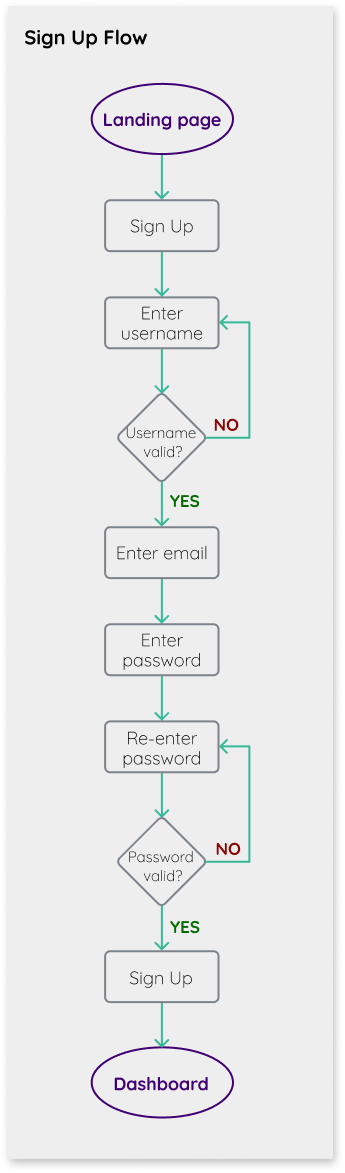 Sign Up Flow
Landing page
Sign Up
Enter
username
Username
valid?
NO
YES
Enter email
Enter
password
Re-enter
password
Password
valid?
NO
YES
Sign Up
Dashboard